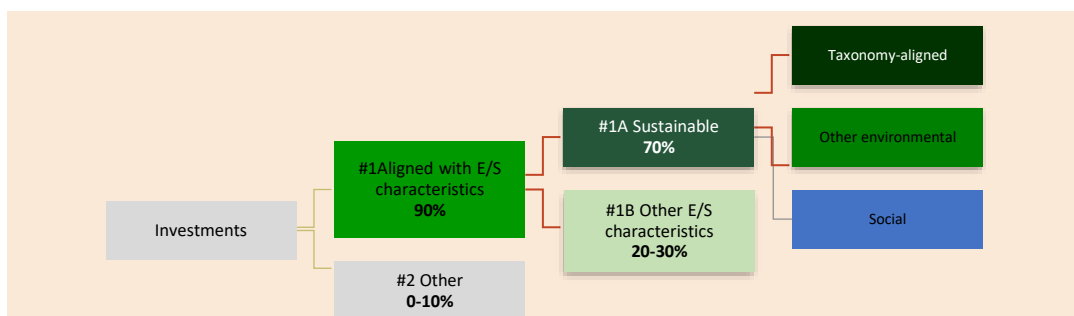 Taxonomy-aligned
#1A Sustainable
70%
Other environmental
#1Aligned with E/S
characteristics
90%
#1B Other E/S
characteristics
20-30%
Social
Investments
#2 Other
0-10%